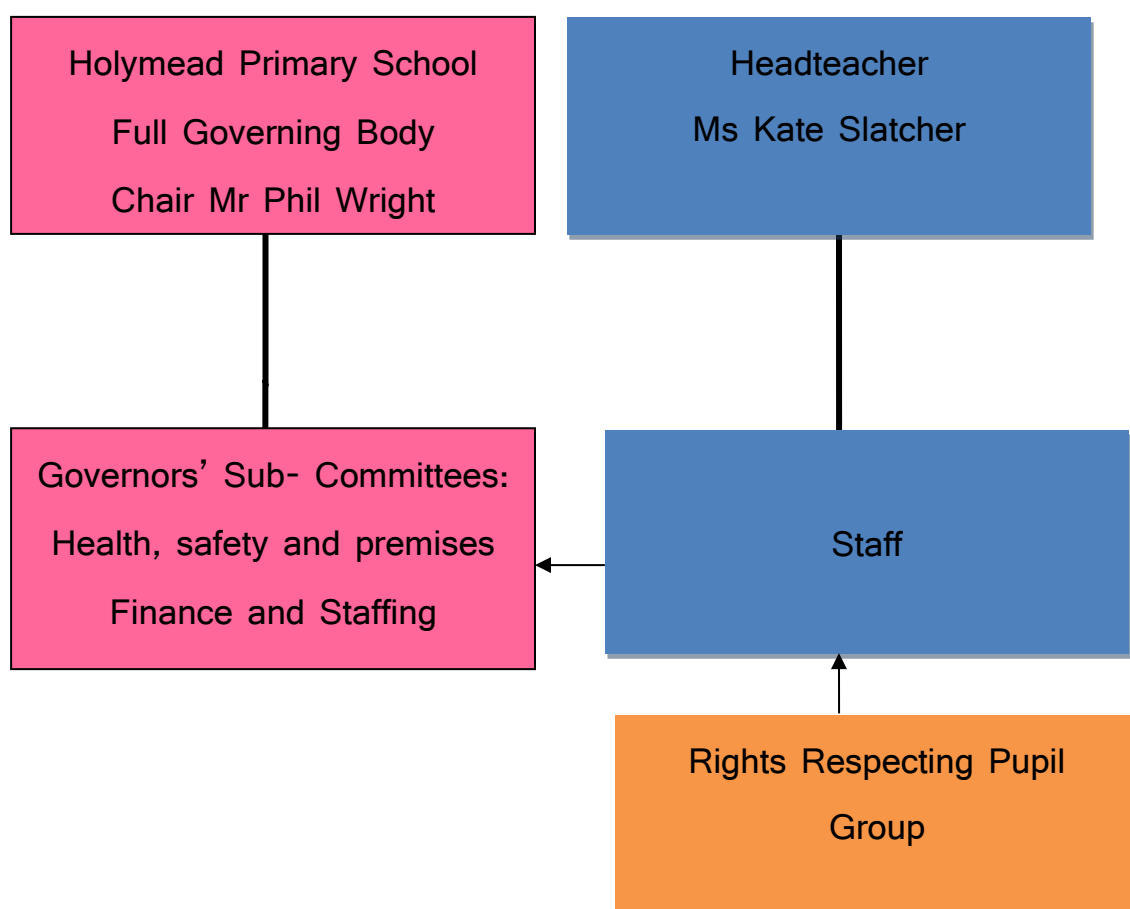 Holymead Primary School
Full Governing Body
Chair Mr Phil Wright
Headteacher
Ms Kate Slatcher
Governors’ Sub- Committees:
Health, safety and premises
Finance and Staffing
Staff
Rights Respecting Pupil
Group